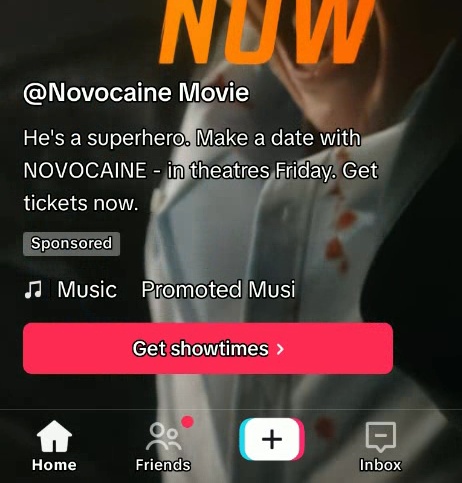 NOW
@Novocaine Movie
He's a superhero. Make a date with
NOVOCAINE - in theatres Friday. Get
tickets now.
Sponsored
Music Promoted Musi
Get showtimes >
Home Friends Inbox